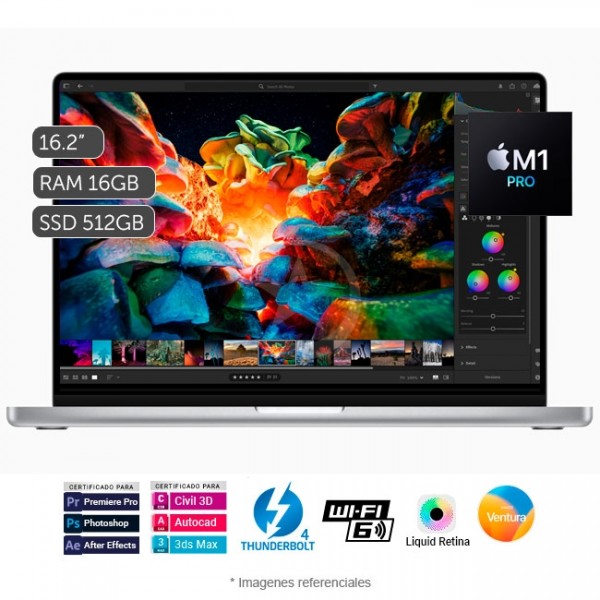 16.2”
RAM 16GB
SSD 512GB
M1
PRO
CERTIFICADO PARA
Pr Premiere Pro
Ps Photoshop
Ae After Effects
CERTIFICADO PARA
C Civil 3D
A Autocad
3 3ds Max
4
THUNDERBOLT
Wi-Fi
6
Liquid Retina
macOS
Ventura
* Imagenes referenciales